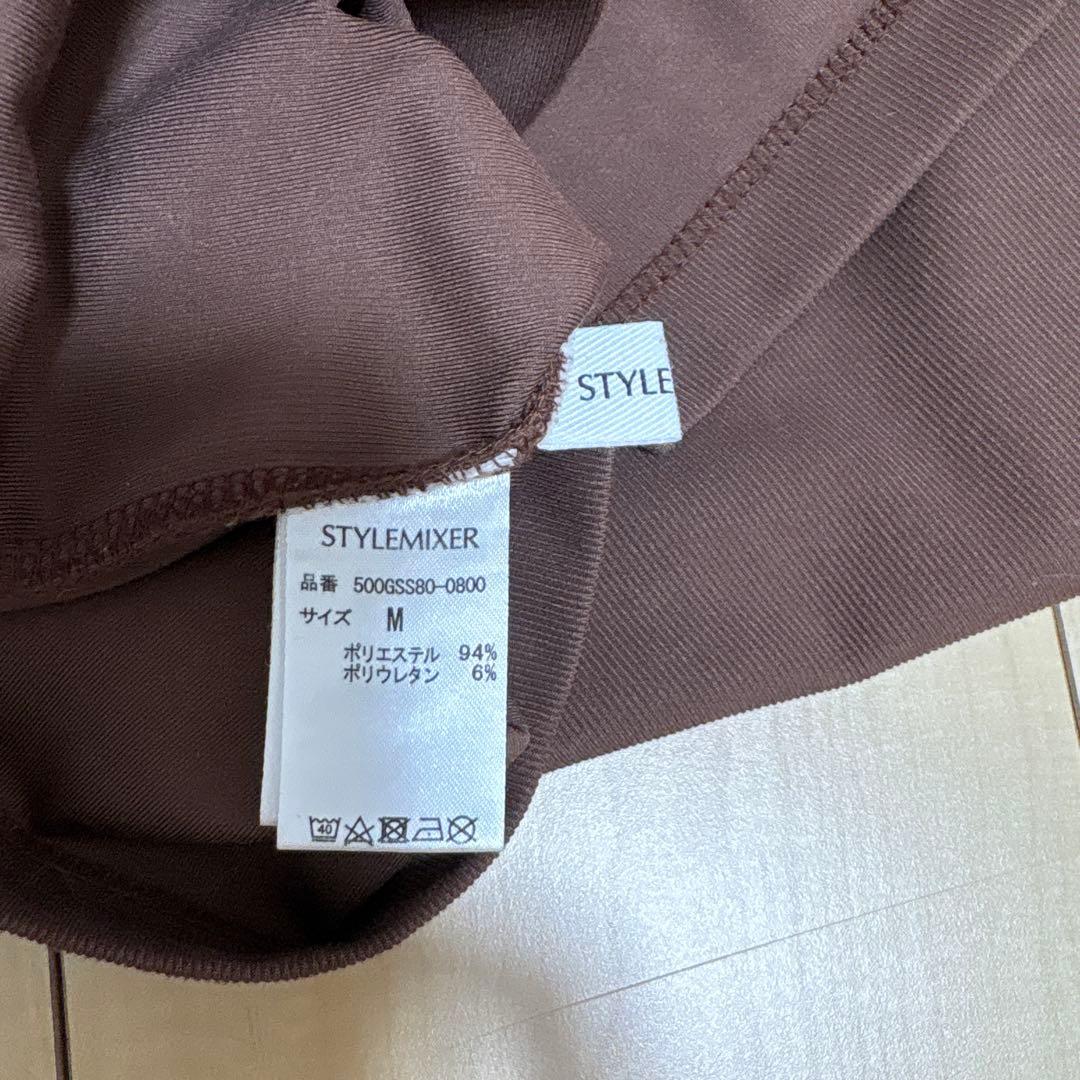 STYLE
STYLEMIXER
品番 500GSS80-0800
サイズ M
ポリエステル 94%
ポリウレタン 6%
40